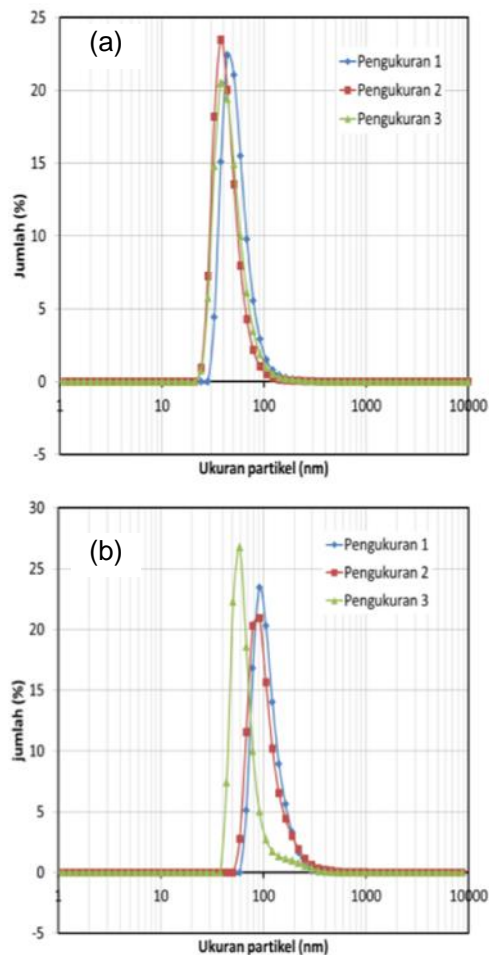 (a)
Pengukuran 1
Pengukuran 2
Pengukuran 3
25
20
15
10
5
0
-5
Jumlah (%)
1 10 100 1000 10000
Ukuran partikel (nm)
(b)
Pengukuran 1
Pengukuran 2
Pengukuran 3
30
25
20
15
10
5
0
-5
jumlah (%)
1 10 100 1000 10000
Ukuran partikel (nm)